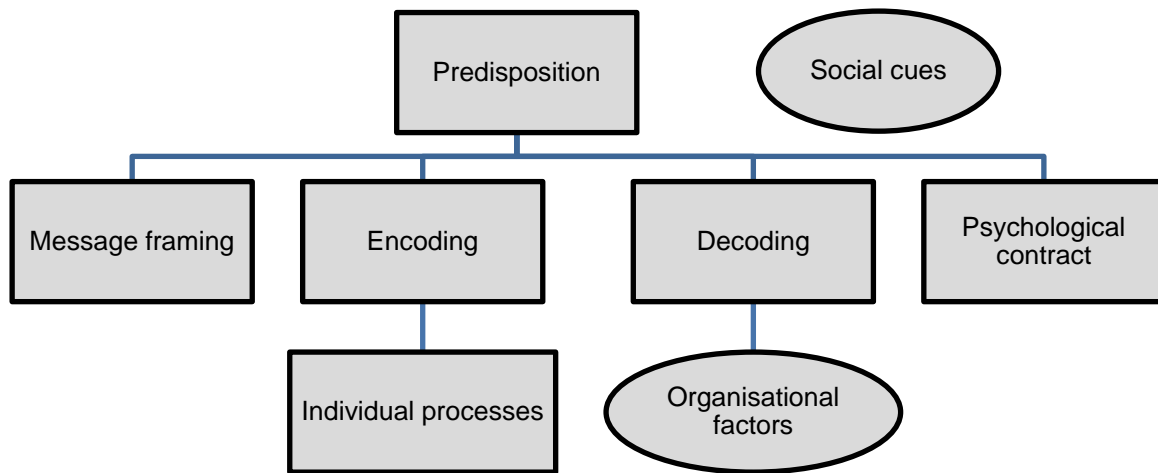 Predisposition
Social cues
Message framing
Encoding
Decoding
Psychological
contract
Individual processes
Organisational
factors